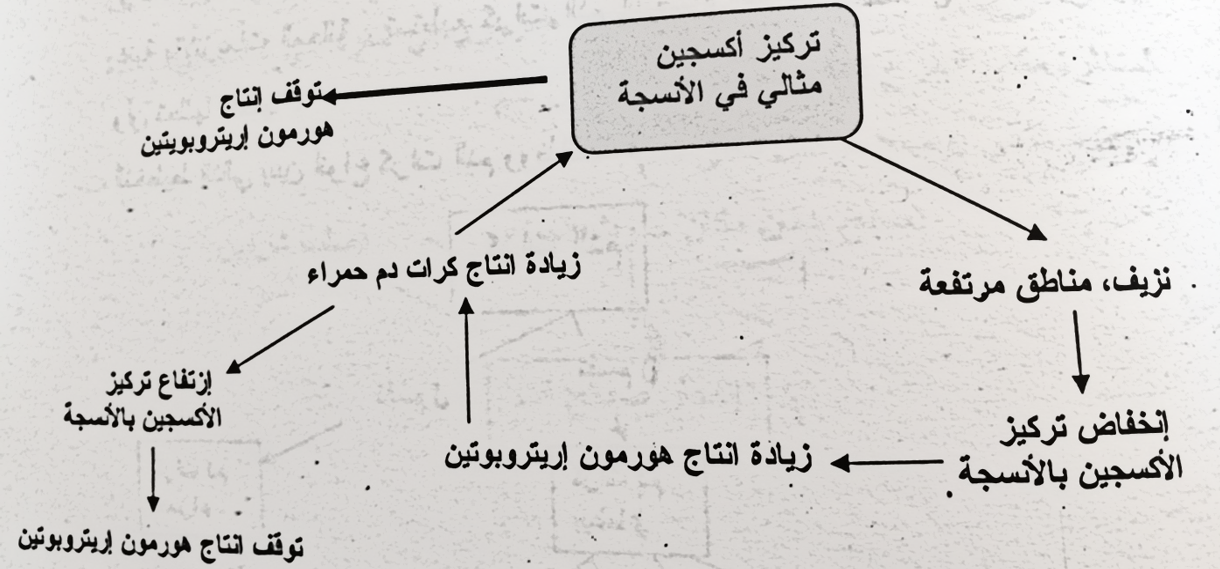 تركيز أكسجين
مثالي في الأنسجة
توقف إنتاج
هورمون إريتروبويتين
نزيف، مناطق مرتفعة
زيادة انتاج كرات دم حمراء
إنخفاض تركيز
الأكسجين بالأنسجة
زيادة انتاج هورمون إريتروبوتين
إرتفاع تركيز
الأكسجين بالأنسجة
توقف انتاج هورمون إريتروبوتين